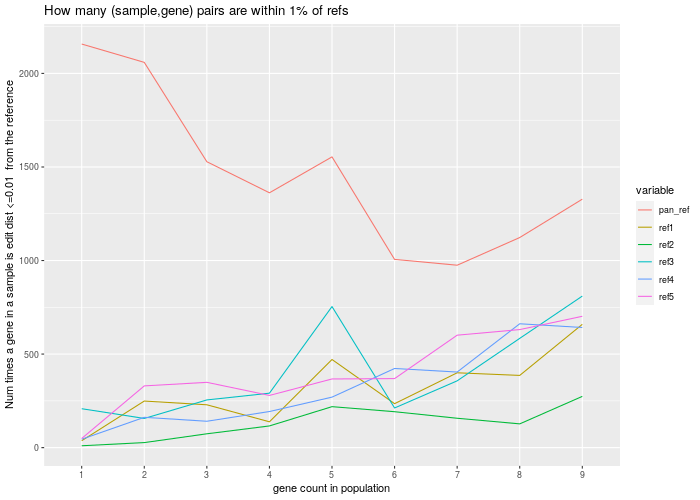 How many (sample,gene) pairs are within 1% of refs
Num times a gene in a sample is edit dist <=0.01  from the reference
2000
1500
1000
500
0
1 2 3 4 5 6 7 8 9
gene count in population
variable
pan_ref
ref1
ref2
ref3
ref4
ref5